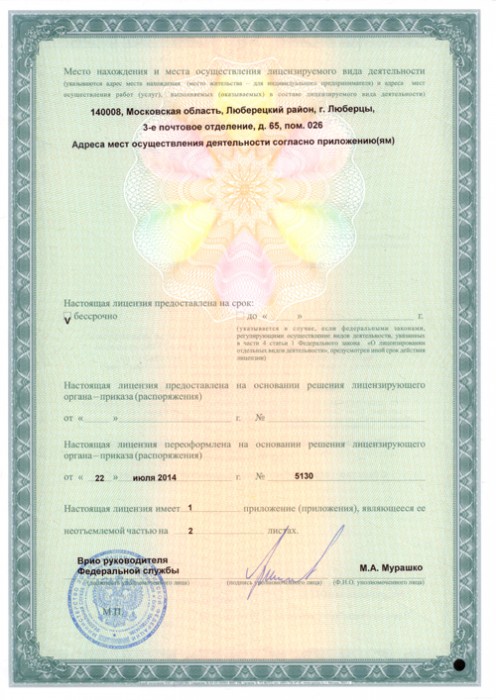 Место нахождения и места осуществления лицензируемого вида деятельности
(указываются адрес места нахождения (место жительства - для индивидуального предпринимателя) и адреса мест
осуществления работ (услуг), выполняемых (оказываемых) в составе лицензируемого вида деятельности)
140008, Московская область, Люберецкий район, г. Люберцы,
3-е почтовое отделение, д. 65, пом. 026
Адреса мест осуществления деятельности согласно приложению(ям)
Настоящая лицензия предоставлена на срок:
бессрочно до « » г.
(указывается в случае, если федеральными законами,
регулирующими осуществление видов деятельности, указанных
в части 4 статьи 1 Федерального закона «О лицензировании
отдельных видов деятельности», предусмотрен иной срок действия
лицензии)
Настоящая лицензия предоставлена на основании решения лицензирующего
органа – приказа (распоряжения)
от « » г. №
Настоящая лицензия переоформлена на основании решения лицензирующего
органа – приказа (распоряжения)
от « 22 » июля 2014 г. № 5130
Настоящая лицензия имеет 1 приложение (приложения), являющееся ее
неотъемлемой частью на 2 листах.
Врио руководителя
Федеральной службы М.А. Мурашко
(должность уполномоченного лица) (подпись уполномоченного лица) (Ф.И.О. уполномоченного лица)
М.П.